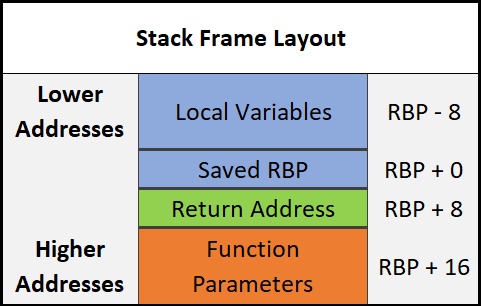 Stack Frame Layout
Lower
Addresses
Local Variables
RBP - 8
Saved RBP
RBP + 0
Return Address
RBP + 8
Higher
Addresses
Function
Parameters
RBP + 16